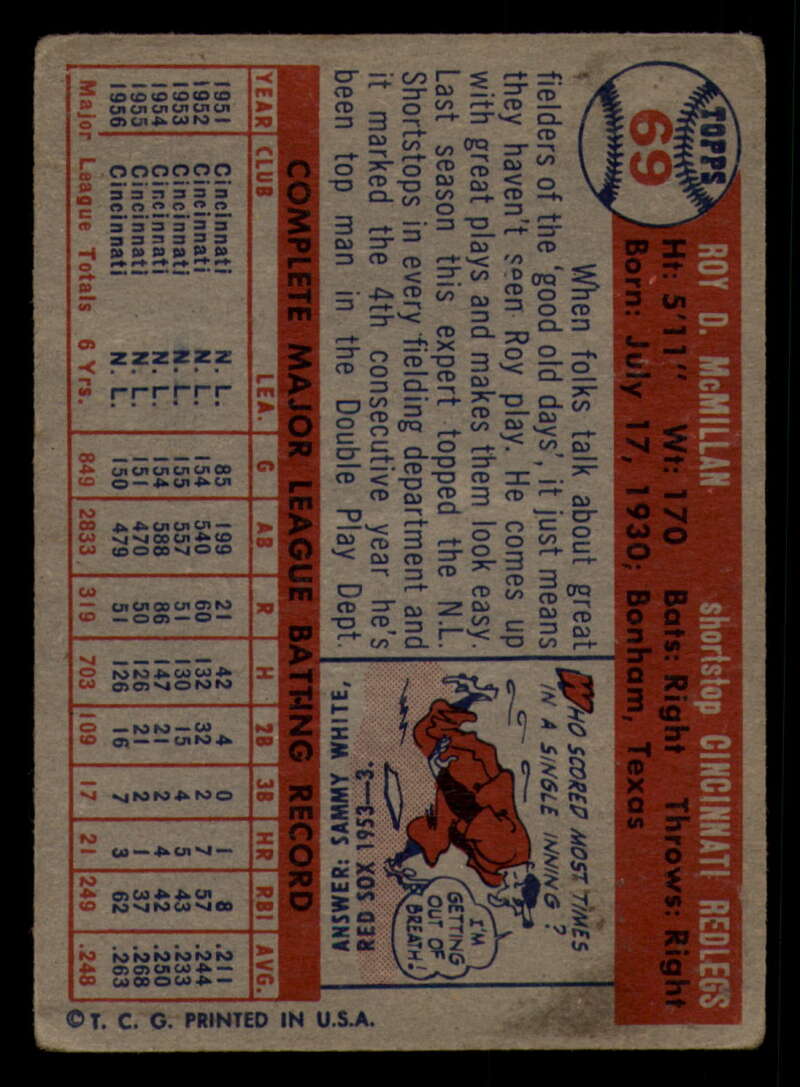 TOPPS
69
ROY D. McMILLAN shortstop CINCINNATI REDLEGS
Ht: 5'11" Wt: 170 Bats: Right Throws: Right
Born: July 17, 1930; Bonham, Texas
When folks talk about great
fielders of the 'good old days', it just means
they haven't seen Roy play. He comes up
with great plays and makes them look easy.
Last season this expert topped the N.L.
Shortstops in every fielding department and
it marked the 4th consecutive year he's
been top man in the Double Play Dept.
WHO SCORED MOST TIMES
IN A SINGLE INNING?
I'M
GETTING
OUT OF
BREATH!
ANSWER: SAMMY WHITE,
RED SOX 1953—3.
COMPLETE MAJOR LEAGUE BATTING RECORD
YEAR CLUB LEA. G AB R H 2B 3B HR RBI AVG.
1951 Cincinnati N. L. 85 199 21 42 4 0 1 8 .211
1952 Cincinnati N. L. 154 540 60 132 32 2 7 57 .244
1953 Cincinnati N. L. 155 557 51 130 15 4 5 43 .233
1954 Cincinnati N. L. 154 588 86 147 21 2 4 42 .250
1955 Cincinnati N. L. 151 470 50 126 21 2 1 37 .268
1956 Cincinnati N. L. 150 479 51 126 16 7 3 62 .263
Major League Totals 6 Yrs. 849 2833 319 703 109 17 21 249 .248
© T. C. G. PRINTED IN U.S.A.